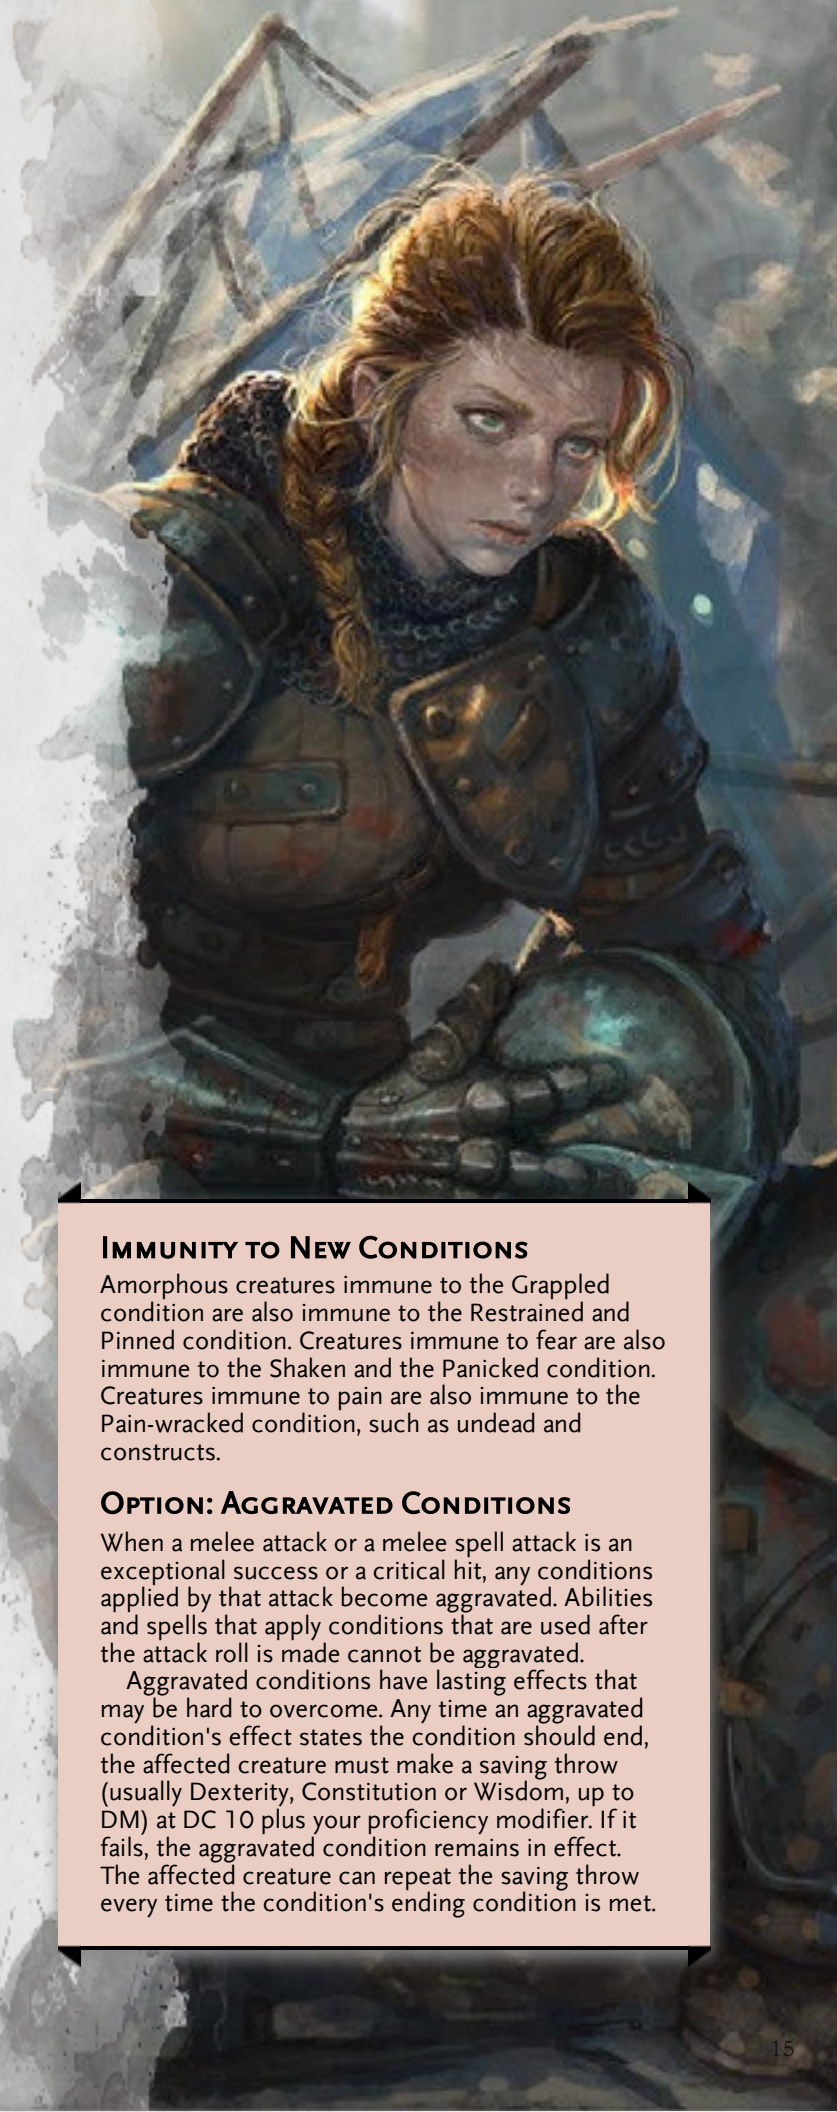 Immunity to New Conditions
Amorphous creatures immune to the Grappled
condition are also immune to the Restrained and
Pinned condition. Creatures immune to fear are also
immune to the Shaken and the Panicked condition.
Creatures immune to pain are also immune to the
Pain-wracked condition, such as undead and
constructs.
Option: Aggravated Conditions
When a melee attack or a melee spell attack is an
exceptional success or a critical hit, any conditions
applied by that attack become aggravated. Abilities
and spells that apply conditions that are used after
the attack roll is made cannot be aggravated.
Aggravated conditions have lasting effects that
may be hard to overcome. Any time an aggravated
condition's effect states the condition should end,
the affected creature must make a saving throw
(usually Dexterity, Constitution or Wisdom, up to
DM) at DC 10 plus your proficiency modifier. If it
fails, the aggravated condition remains in effect.
The affected creature can repeat the saving throw
every time the condition's ending condition is met.
15